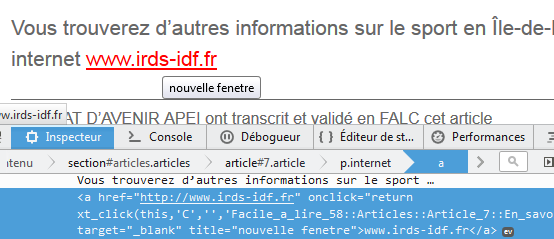 Vous trouverez d’autres informations sur le sport en Île-de-
internet www.irds-idf.fr
nouvelle fenetre
w.irds-idf.fr
AT D’AVENIR APEI ont transcrit et validé en FALC cet article
Inspecteur Console Débogueur {} Éditeur de st... Performances
ntenu section#articles.articles article#7.article p.internet a
Vous trouverez d’autres informations sur le sport …
<a href="http://www.irds-idf.fr" onclick="return
xt_click(this,'C','','Facile_a_lire_58::Articles::Article_7::En_savo
target="_blank" title="nouvelle fenetre">www.irds-idf.fr</a> ev